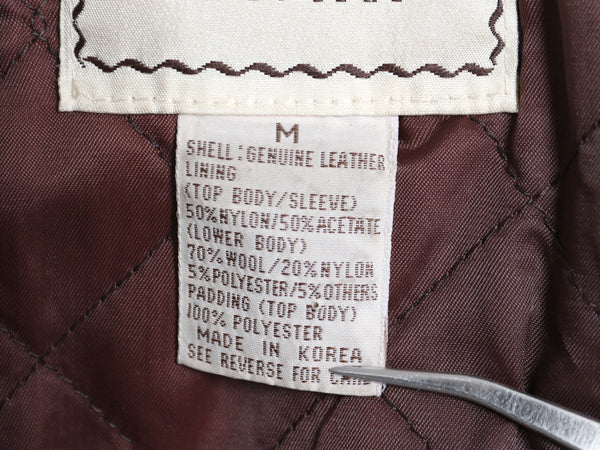 M
SHELL: GENUINE LEATHER
LINING
(TOP BODY/SLEEVE)
50%NYLON/50%ACETATE
(LOWER BODY)
70%WOOL/20%NYLON
5%POLYESTER/5%OTHERS
PADDING (TOP BODY)
100% POLYESTER
MADE IN KOREA
SEE REVERSE FOR CARE